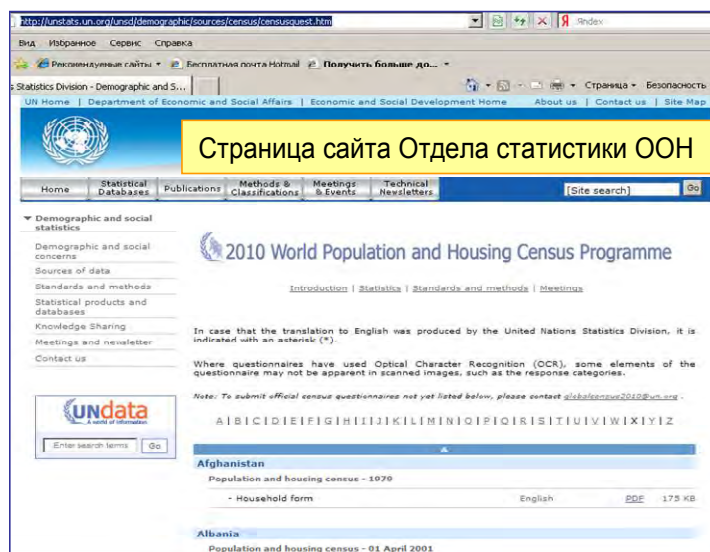 http://unstats.un.org/unsd/demographic/sources/census/censusquest.htm
Яndex
Вид Избранное Сервис Справка
Рекомендуемые сайты Бесплатная почта Hotmail Получить больше до...
s Statistics Division - Demographic and S...
Страница Безопасность
UN Home | Department of Economic and Social Affairs | Economic and Social Development Home About us | Contact us | Site Map
Страница сайта Отдела статистики ООН
Home Statistical Databases Publications Methods & Classifications Meetings & Events Technical Newsletters [Site search] Go
Demographic and social statistics
Demographic and social concerns
Sources of data
Standards and methods
Statistical products and databases
Knowledge Sharing
Meetings and newsletter
Contact us
UNdata
A world of information
Enter search terms Go
2010 World Population and Housing Census Programme
Introduction | Statistics | Standards and methods | Meetings
In case that the translation to English was produced by the United Nations Statistics Division, it is
indicated with an asterisk (*).
Where questionnaires have used Optical Character Recognition (OCR), some elements of the
questionnaire may not be apparent in scanned images, such as the response categories.
Note: To submit official census questionnaires not yet listed below, please contact globalcensus2010@un.org .
A | B | C | D | E | F | G | H | I | J | K | L | M | N | O | P | Q | R | S | T | U | V | W | X | Y | Z
Afghanistan
Population and housing census - 1979
- Household form English PDF 175 KB
Albania
Population and housing census - 01 April 2001